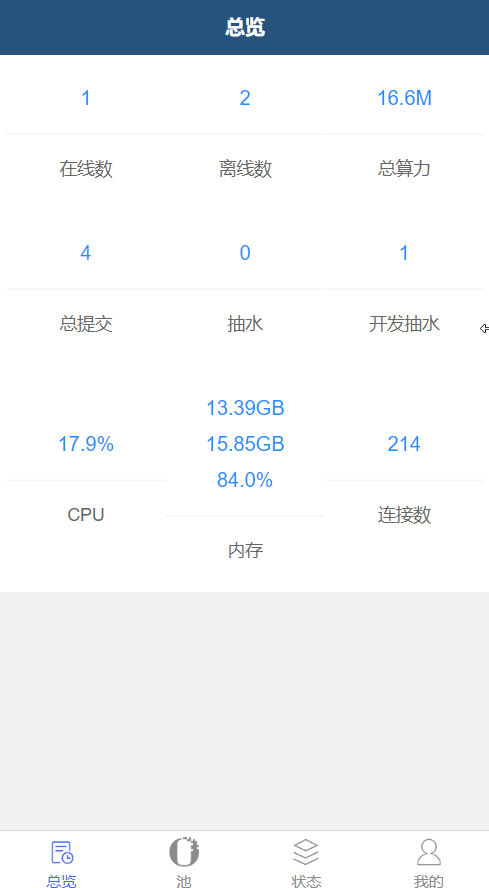 总览
1
2
16.6M
在线数
离线数
总算力
4
0
1
总提交
抽水
开发抽水
17.9%
13.39GB
15.85GB
84.0%
214
CPU
内存
连接数
总览
池
状态
我的